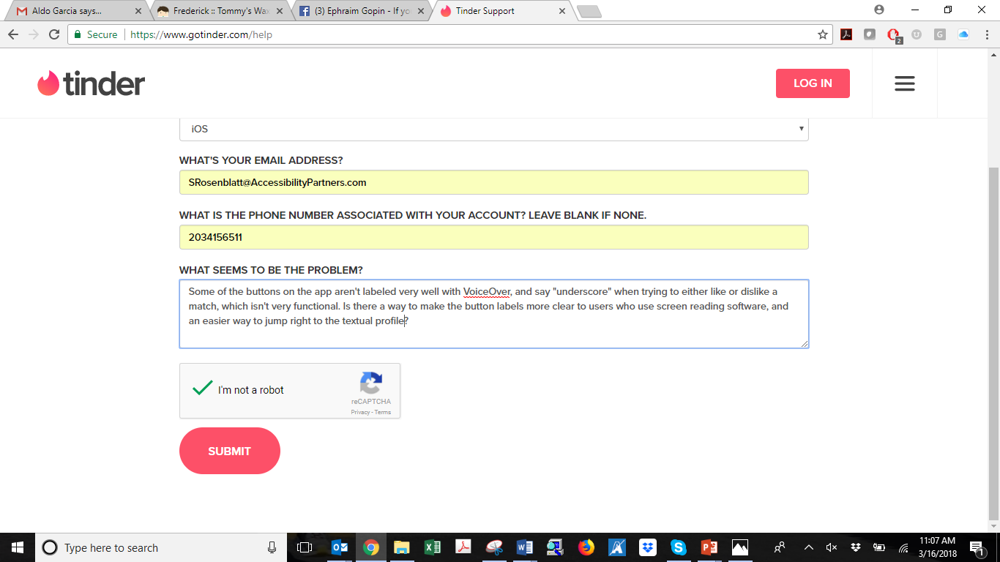 Aldo Garcia says...
Frederick :: Tommy's Wax
(3) Ephraim Gopin - If yo
Tinder Support
Secure
https://www.gotinder.com/help
2
U
G
tinder
LOG IN
iOS
WHAT'S YOUR EMAIL ADDRESS?
SRosenblatt@AccessibilityPartners.com
WHAT IS THE PHONE NUMBER ASSOCIATED WITH YOUR ACCOUNT? LEAVE BLANK IF NONE.
2034156511
WHAT SEEMS TO BE THE PROBLEM?
Some of the buttons on the app aren't labeled very well with VoiceOver, and say "underscore" when trying to either like or dislike a
match, which isn't very functional. Is there a way to make the button labels more clear to users who use screen reading software, and
an easier way to jump right to the textual profile?
I'm not a robot
reCAPTCHA
Privacy - Terms
SUBMIT
Type here to search
11:07 AM
3/16/2018
1